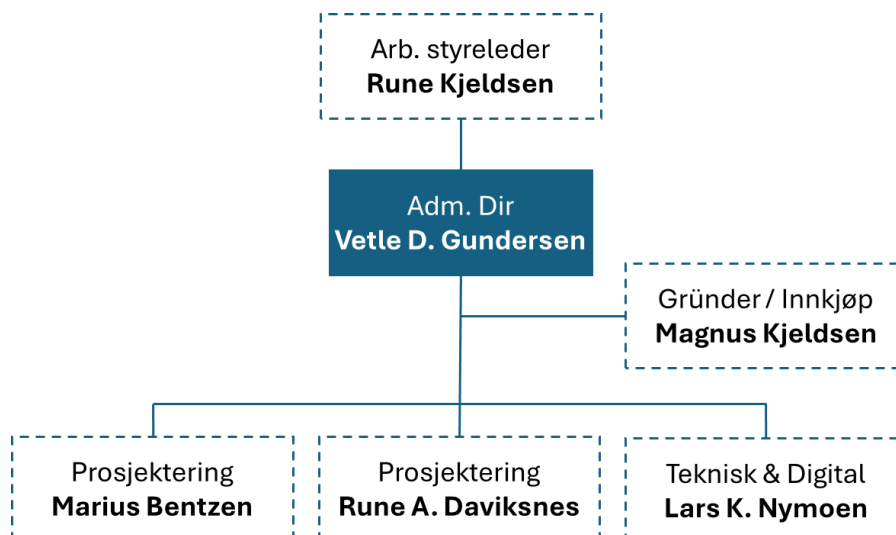 Arb. styreleder
Rune Kjeldsen
Adm. Dir
Vetle D. Gundersen
Gründer / Innkjøp
Magnus Kjeldsen
Prosjektering
Marius Bentzen
Prosjektering
Rune A. Daviksnes
Teknisk & Digital
Lars K. Nymoen